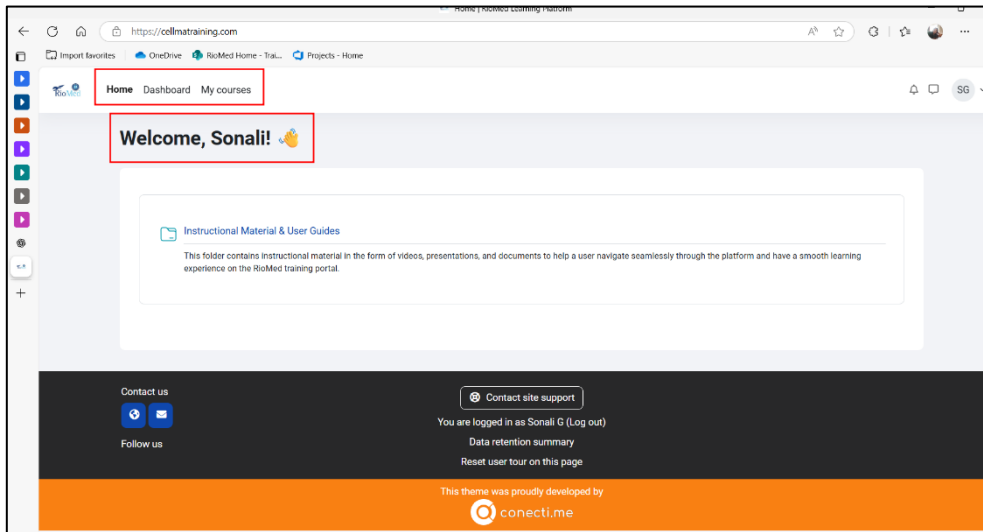 Home | RioMed Learning Platform
https://cellmatraining.com
Import favorites OneDrive RioMed Home - Trai... Projects - Home
RioMed Home Dashboard My courses SG
Welcome, Sonali!
Instructional Material & User Guides
This folder contains instructional material in the form of videos, presentations, and documents to help a user navigate seamlessly through the platform and have a smooth learning
experience on the RioMed training portal.
Contact us
Contact site support
You are logged in as Sonali G (Log out)
Follow us
Data retention summary
Reset user tour on this page
This theme was proudly developed by
conecti.me